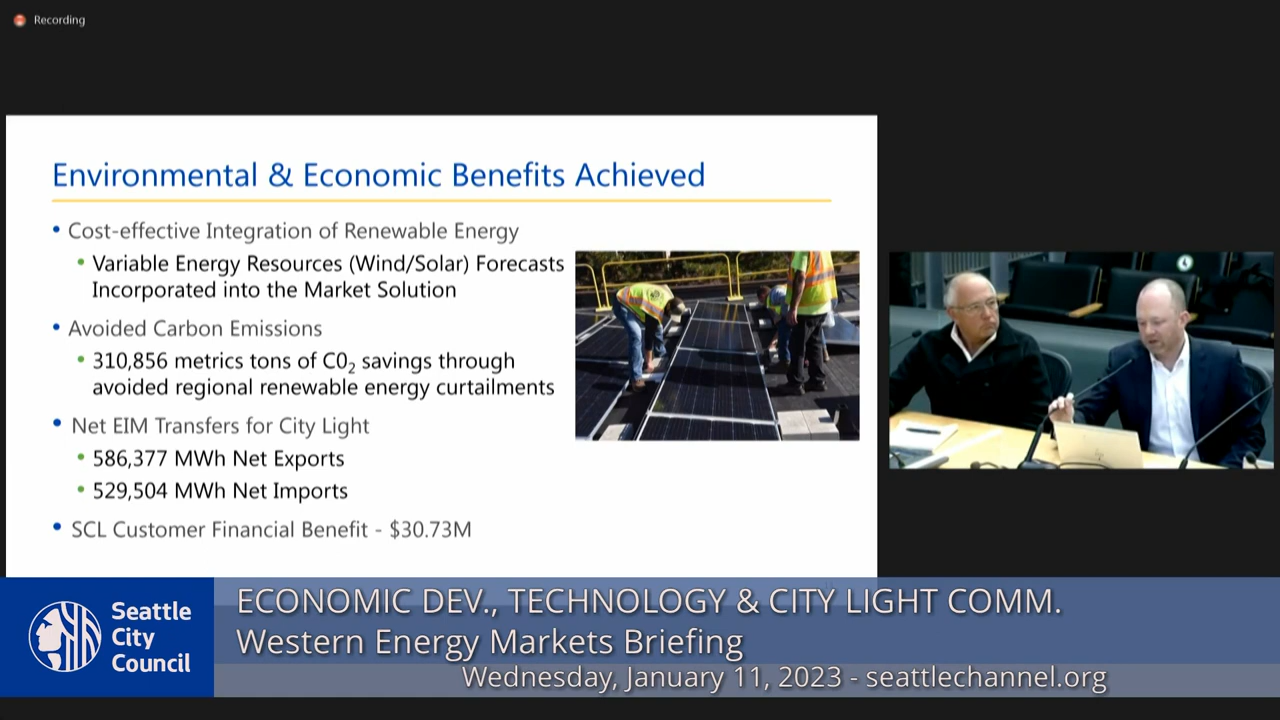 Recording
Environmental & Economic Benefits Achieved
• Cost-effective Integration of Renewable Energy
• Variable Energy Resources (Wind/Solar) Forecasts
Incorporated into the Market Solution
• Avoided Carbon Emissions
• 310,856 metrics tons of C0₂ savings through
avoided regional renewable energy curtailments
• Net EIM Transfers for City Light
• 586,377 MWh Net Exports
• 529,504 MWh Net Imports
• SCL Customer Financial Benefit - $30.73M
Seattle
City
Council
ECONOMIC DEV., TECHNOLOGY & CITY LIGHT COMM.
Western Energy Markets Briefing
Wednesday, January 11, 2023 - seattlechannel.org